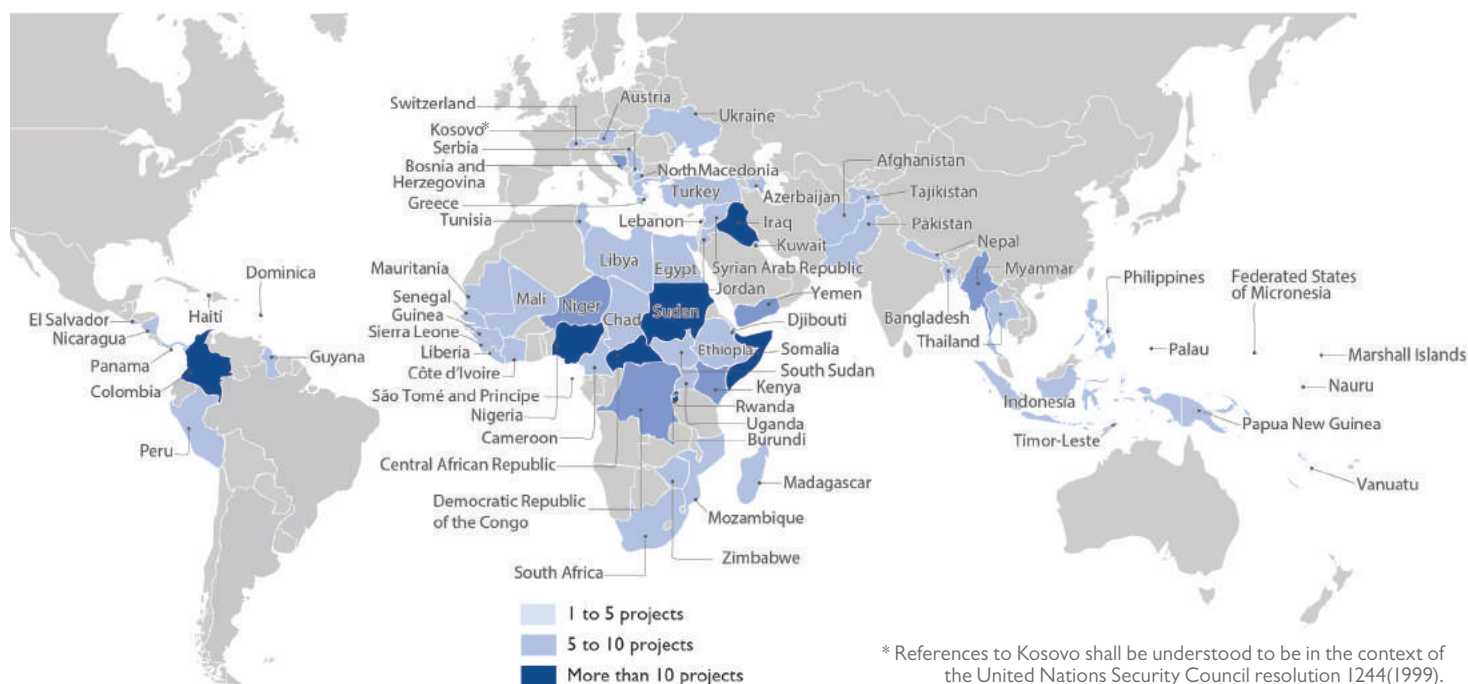 Switzerland
Austria
Ukraine
Kosovo*
Serbia
Bosnia and
Herzegovina
North Macedonia
Greece
Turkey
Azerbaijan
Afghanistan
Tajikistan
Tunisia
Lebanon
Iraq
Pakistan
Kuwait
Nepal
Mauritania
Libya
Egypt
Syrian Arab Republic
Myanmar
Philippines
Federated States
of Micronesia
Dominica
Jordan
Yemen
Senegal
Mali
Niger
Chad
Sudan
Haiti
Guinea
Djibouti
Bangladesh
El Salvador
Nicaragua
Sierra Leone
Thailand
Palau
Marshall Islands
Panama
Guyana
Liberia
Ethiopia
Somalia
Colombia
Côte d'Ivoire
South Sudan
Nauru
São Tomé and Principe
Kenya
Indonesia
Nigeria
Rwanda
Papua New Guinea
Uganda
Cameroon
Burundi
Timor-Leste
Peru
Central African Republic
Madagascar
Vanuatu
Democratic Republic
of the Congo
Mozambique
Zimbabwe
South Africa
1 to 5 projects
5 to 10 projects
More than 10 projects
* References to Kosovo shall be understood to be in the context of
the United Nations Security Council resolution 1244(1999).